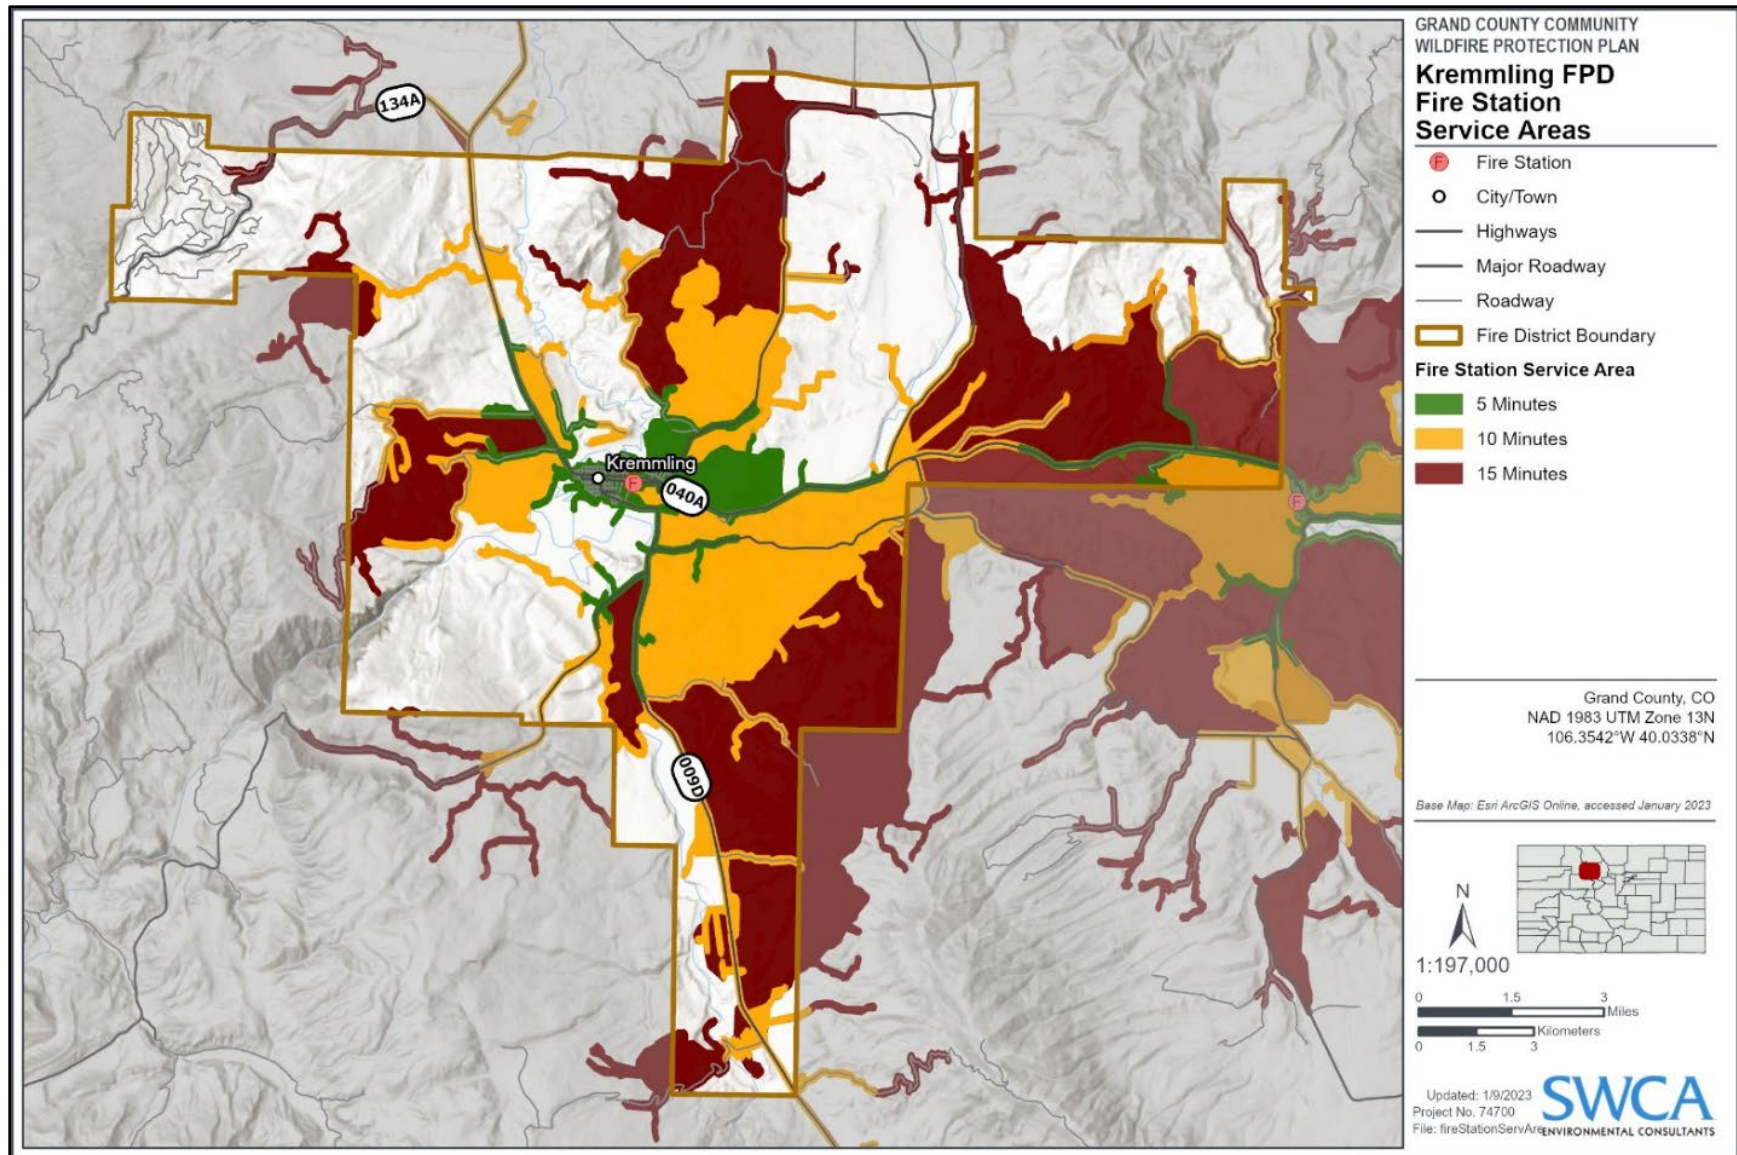 GRAND COUNTY COMMUNITY
WILDFIRE PROTECTION PLAN
Kremmling FPD
Fire Station
Service Areas
F Fire Station
City/Town
Highways
Major Roadway
Roadway
Fire District Boundary
Fire Station Service Area
5 Minutes
10 Minutes
15 Minutes
134A
Kremmling
F
040A
F
009D
Grand County, CO
NAD 1983 UTM Zone 13N
106.3542°W 40.0338°N
Base Map: Esri ArcGIS Online, accessed January 2023
N
1:197,000
0 1.5 3
Miles
Kilometers
0 1.5 3
Updated: 1/9/2023
Project No. 74700
File: fireStationServAre
SWCA
ENVIRONMENTAL CONSULTANTS